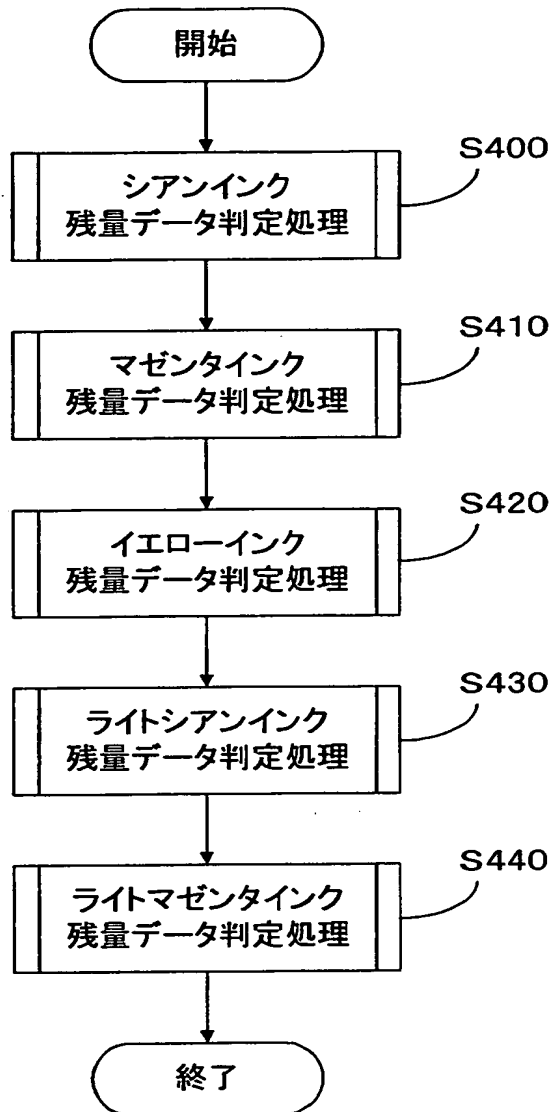 開始
S400
シアンインク
残量データ判定処理
S410
マゼンタインク
残量データ判定処理
S420
イエローインク
残量データ判定処理
S430
ライトシアンインク
残量データ判定処理
S440
ライトマゼンタインク
残量データ判定処理
終了